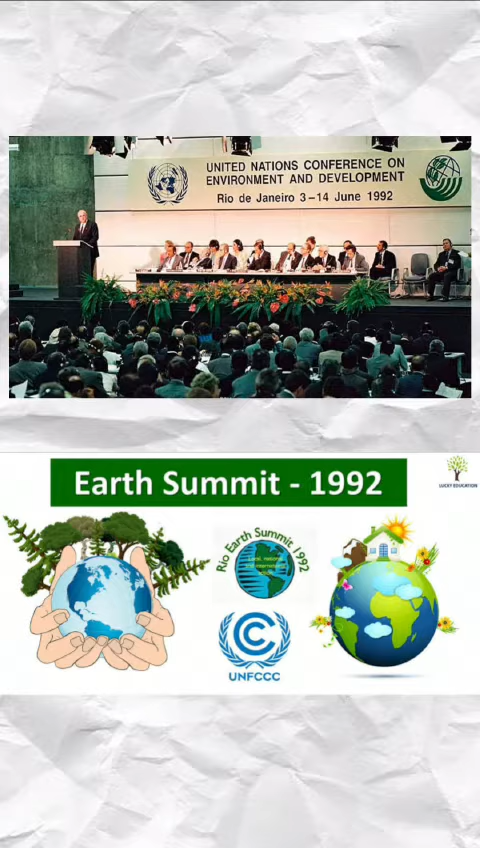 UNITED NATIONS CONFERENCE ON
ENVIRONMENT AND DEVELOPMENT
Rio de Janeiro 3–14 June 1992
Earth Summit - 1992
LUCKY EDUCATION
Rio Earth Summit 1992
UNFCCC